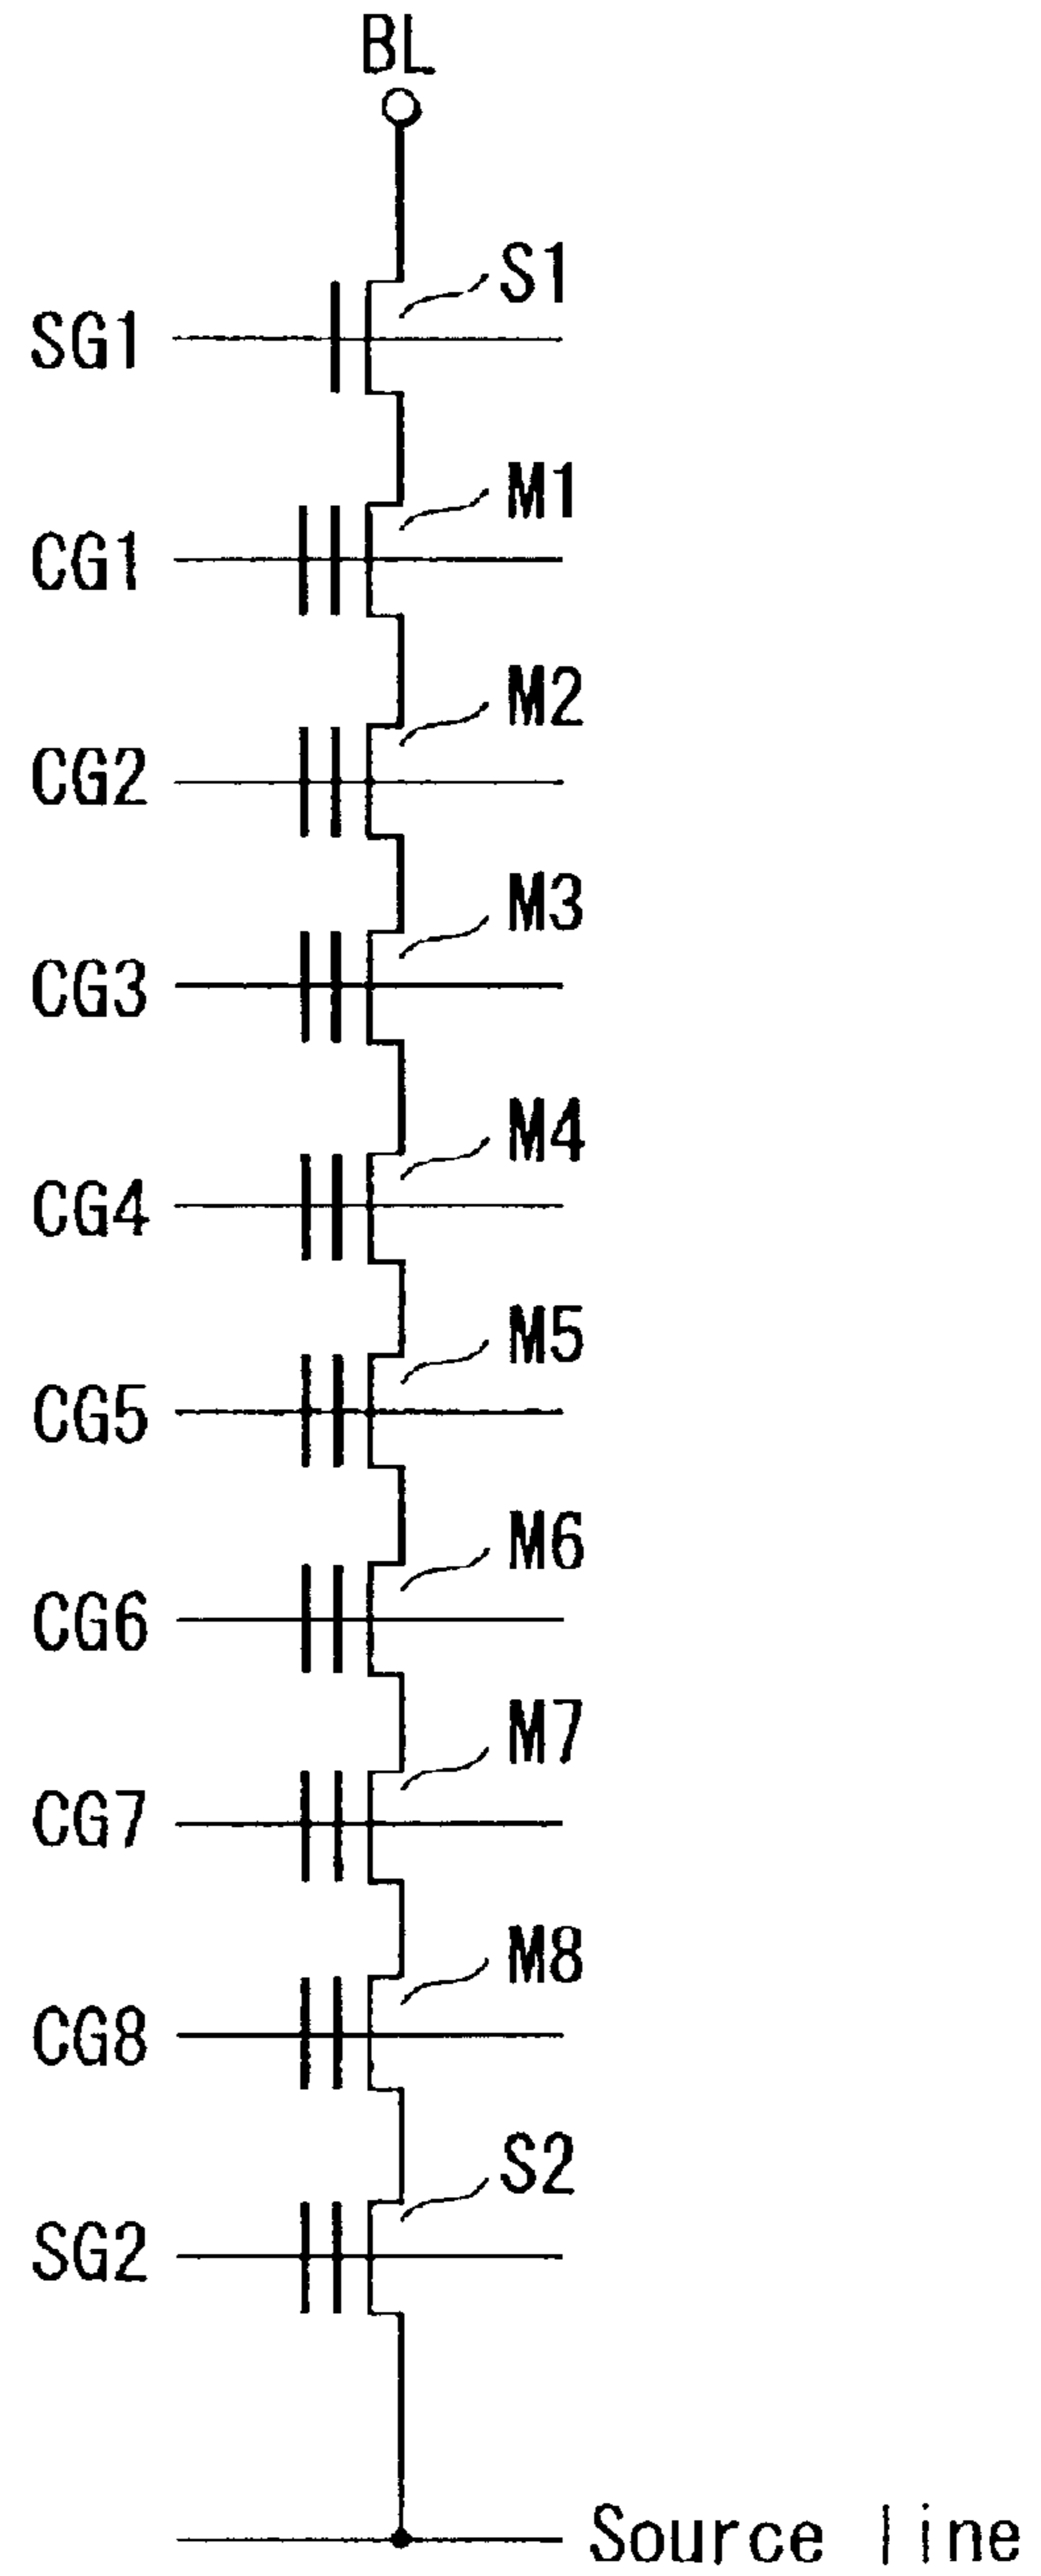 BL
S1
SG1
M1
CG1
M2
CG2
M3
CG3
M4
CG4
M5
CG5
M6
CG6
M7
CG7
M8
CG8
S2
SG2
Source line